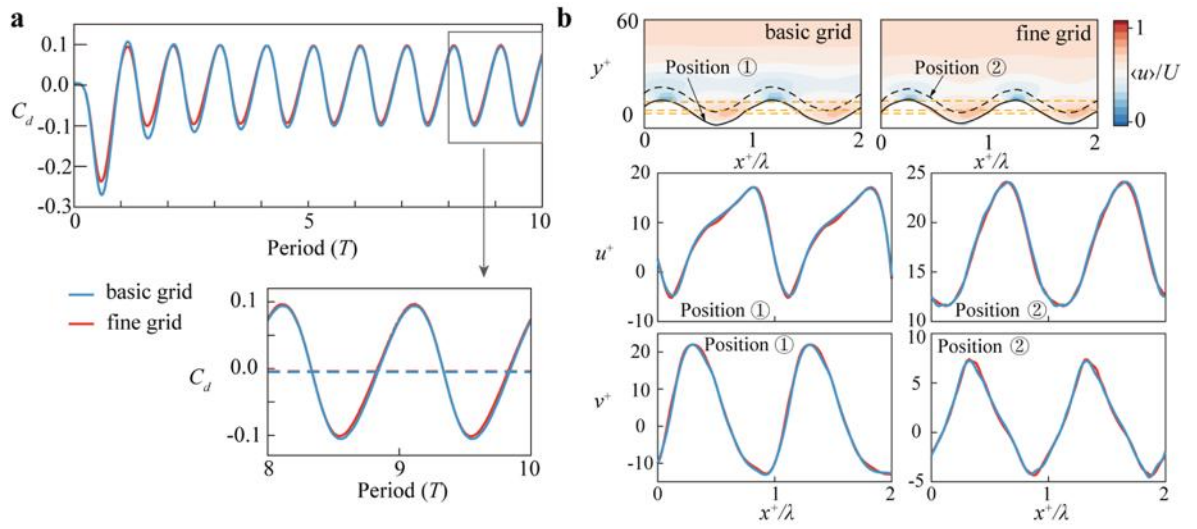 a
0.1
0.0
-0.1
-0.3
C_d
0
5
10
Period (T)
basic grid
fine grid
0.1
0.0
-0.1
C_d
8
9
10
Period (T)
b
60
0
y⁺
basic grid
Position ①
0
1
2
x⁺/λ
fine grid
Position ②
0
1
2
x⁺/λ
1
0
⟨u⟩/U
20
10
0
-10
u⁺
Position ①
25
20
15
10
Position ②
20
10
0
-10
v⁺
Position ①
0
1
2
x⁺/λ
5
0
-5
Position ②
0
1
2
x⁺/λ